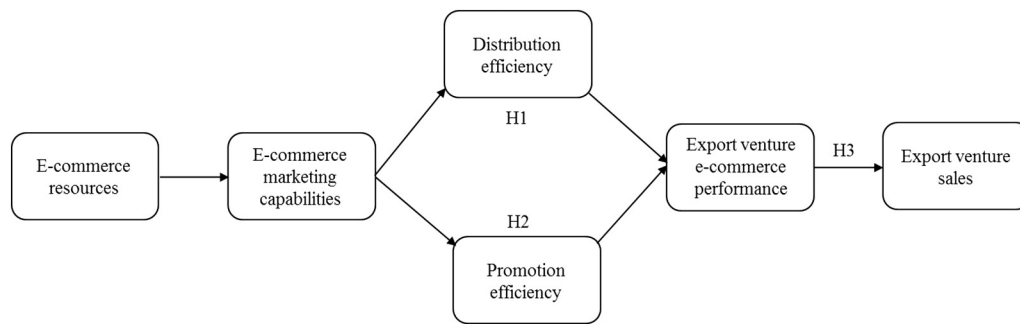 Distribution
efficiency
H1
E-commerce
resources
E-commerce
marketing
capabilities
Export venture
e-commerce
performance
H3
Export venture
sales
H2
Promotion
efficiency